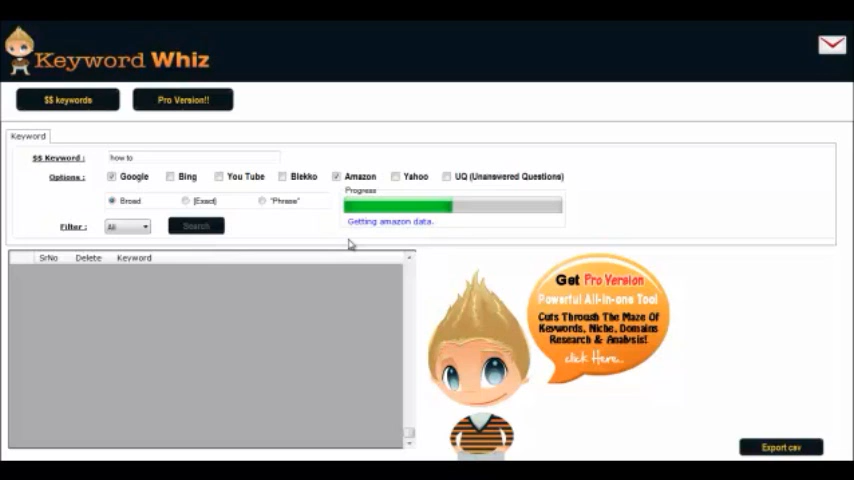 Keyword Whiz
$$ keywords
Pro Version!!
Keyword
$$ Keyword :
how to
Options :
Google
Bing
You Tube
Blekko
Amazon
Yahoo
UQ (Unanswered Questions)
Broad
[Exact]
"Phrase"
Progress
Getting amazon data.
Filter :
All
Search
SrNo
Delete
Keyword
Get Pro Version
Powerful All-in-one Tool
Cuts Through The Maze Of
Keywords, Niche, Domains
Research & Analysis!
click Here..
Export csv